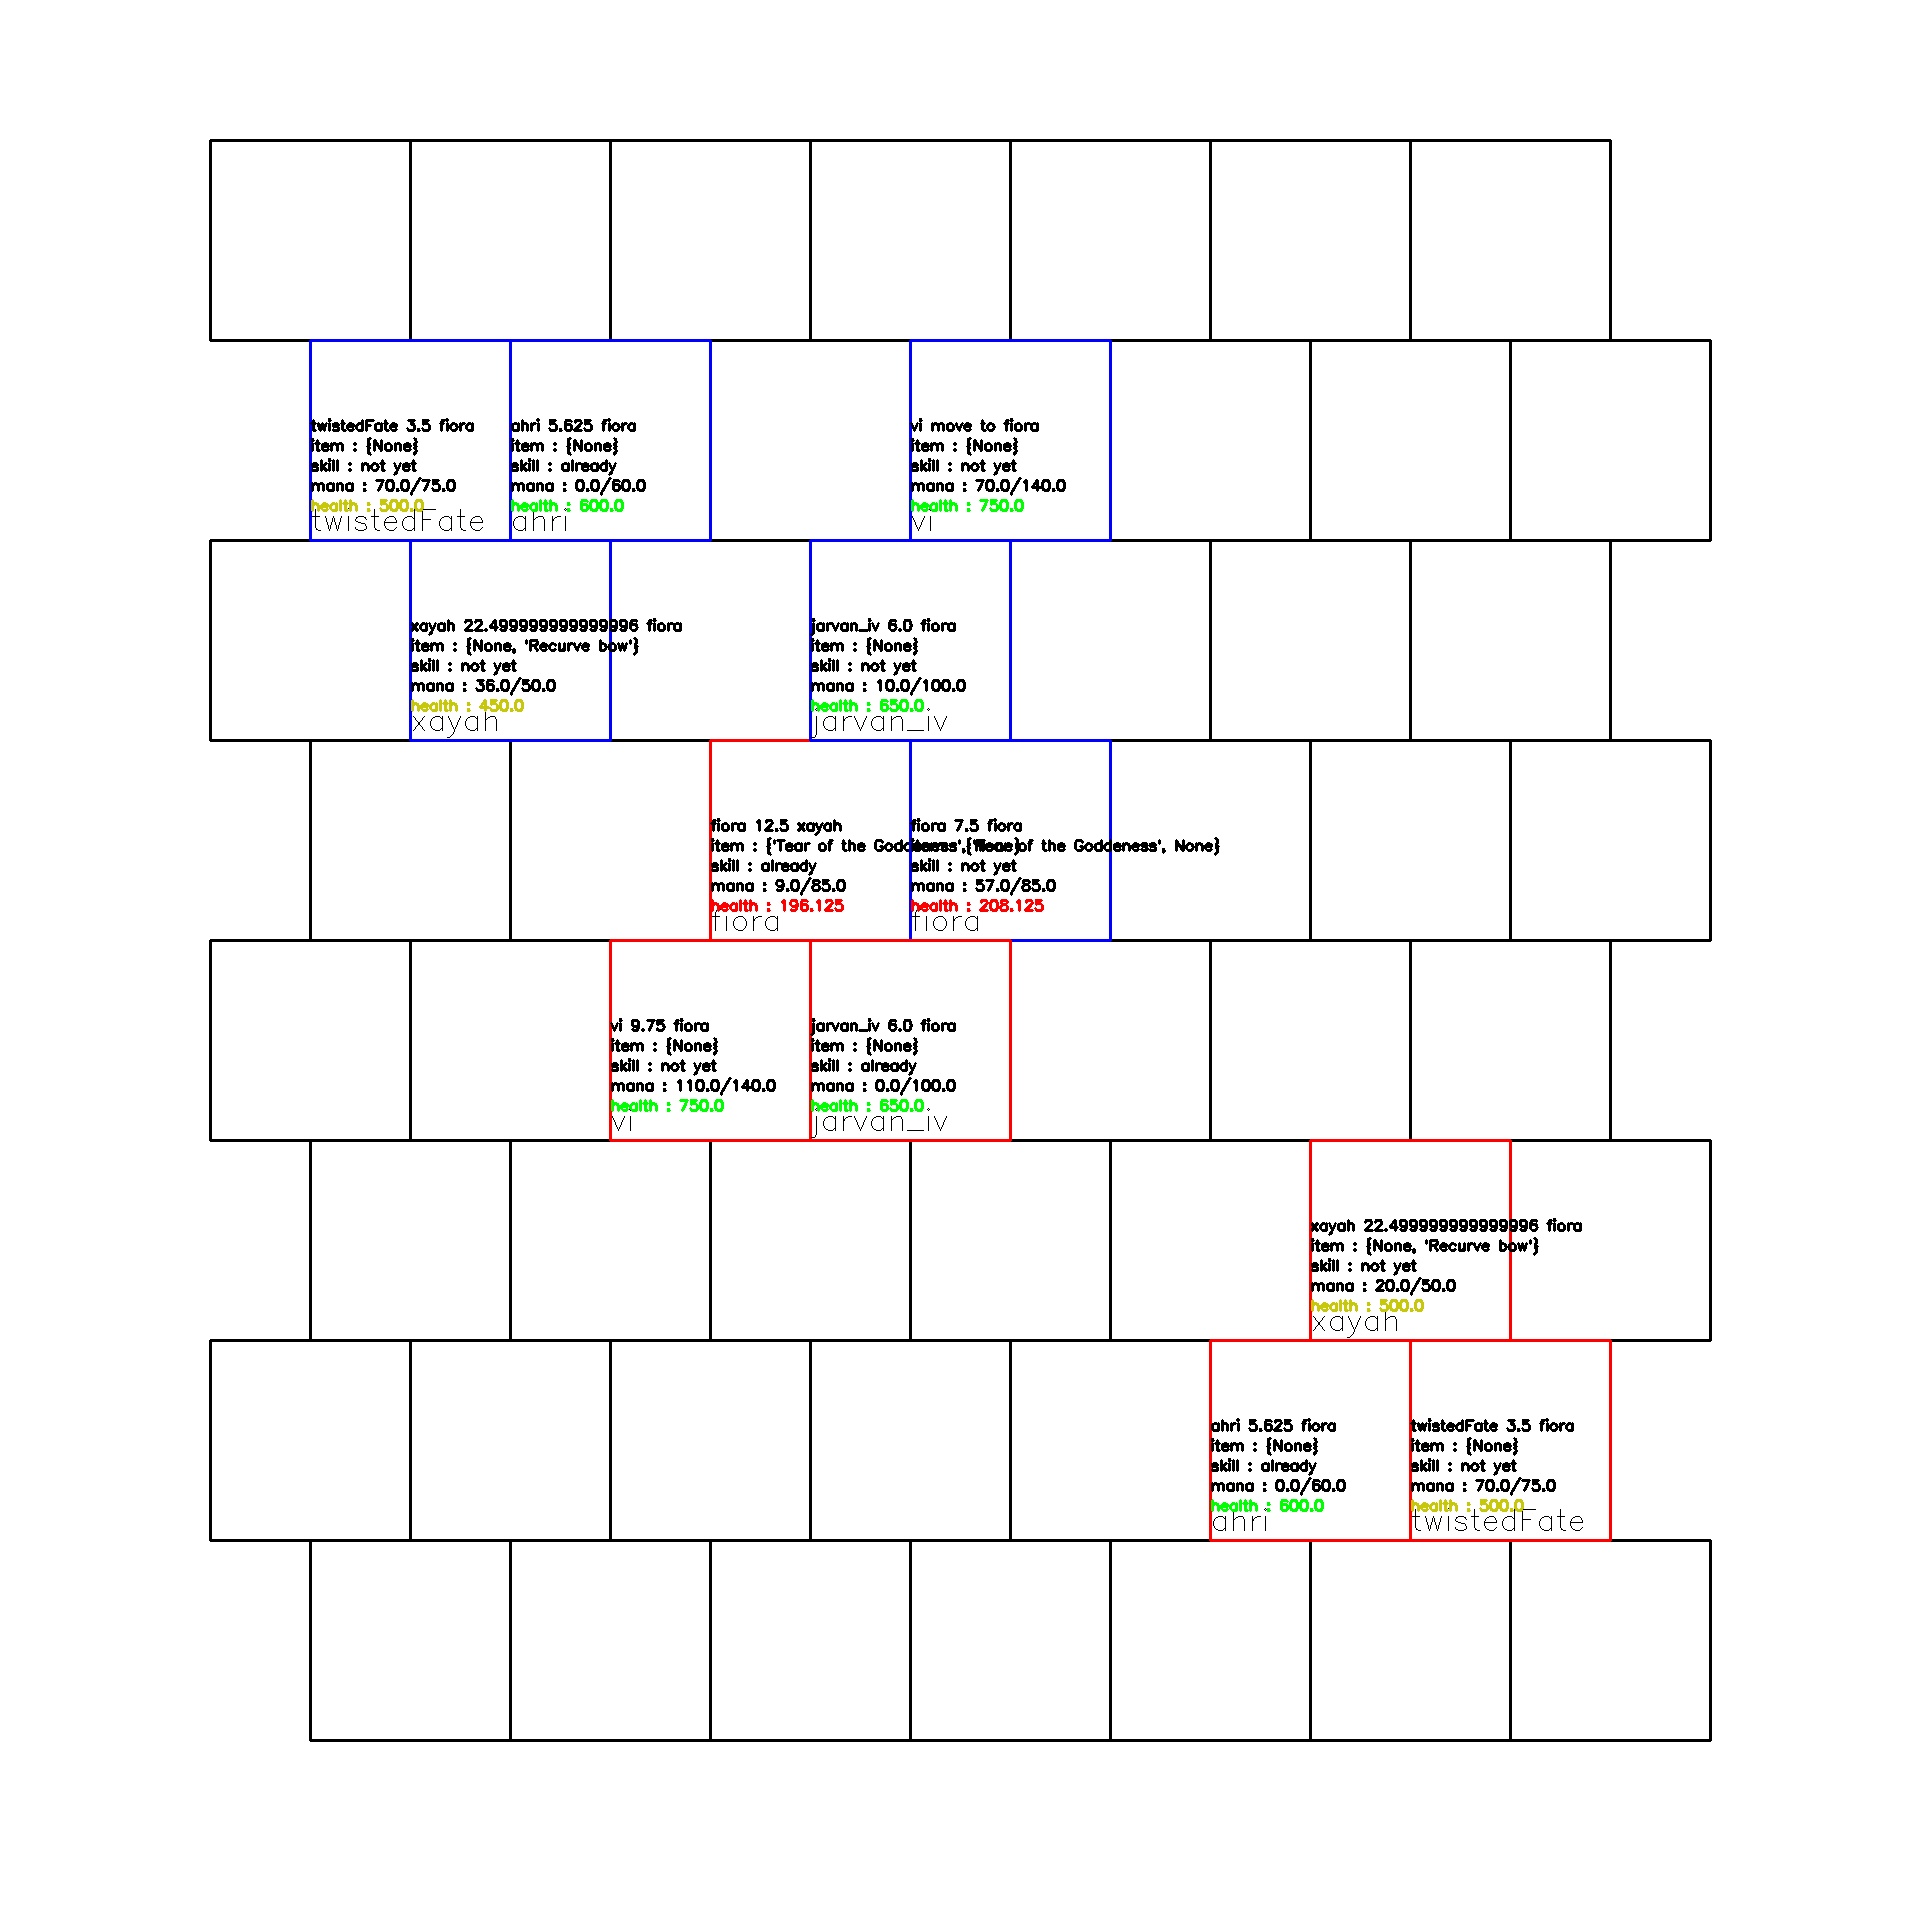 twistedFate 3.5 fiora
item : {None}
skill : not yet
mana : 70.0/75.0
health : 500.0
twistedFate
ahri 5.625 fiora
item : {None}
skill : already
mana : 0.0/60.0
health : 600.0
ahri
vi move to fiora
item : {None}
skill : not yet
mana : 70.0/140.0
health : 750.0
vi
xayah 22.499999999999996 fiora
item : {None, 'Recurve bow'}
skill : not yet
mana : 36.0/50.0
health : 450.0
xayah
jarvan_iv 6.0 fiora
item : {None}
skill : not yet
mana : 10.0/100.0
health : 650.0
jarvan_iv
fiora 12.5 xayah
item : {'Tear of the Goddeness', None}
skill : already
mana : 9.0/85.0
health : 196.125
fiora
fiora 7.5 fiora
item : {'Tear of the Goddeness', None}
skill : not yet
mana : 57.0/85.0
health : 208.125
fiora
vi 9.75 fiora
item : {None}
skill : not yet
mana : 110.0/140.0
health : 750.0
vi
jarvan_iv 6.0 fiora
item : {None}
skill : already
mana : 0.0/100.0
health : 650.0
jarvan_iv
xayah 22.499999999999996 fiora
item : {None, 'Recurve bow'}
skill : not yet
mana : 20.0/50.0
health : 500.0
xayah
ahri 5.625 fiora
item : {None}
skill : already
mana : 0.0/60.0
health : 600.0
ahri
twistedFate 3.5 fiora
item : {None}
skill : not yet
mana : 70.0/75.0
health : 500.0
twistedFate